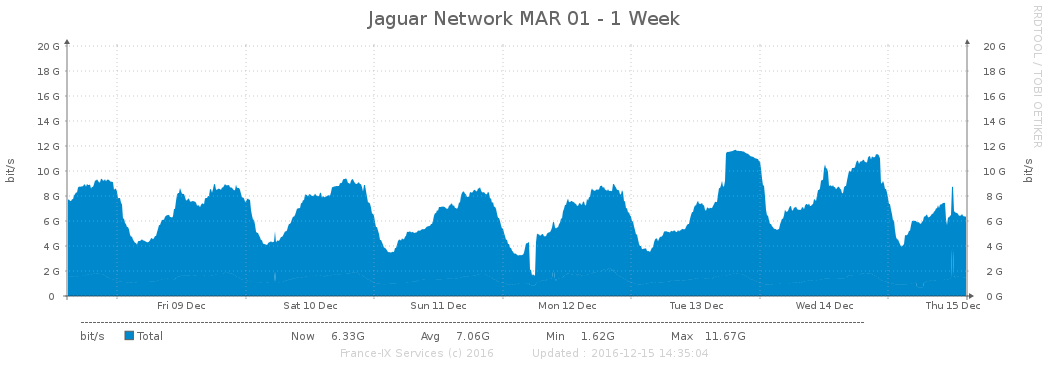 Jaguar Network MAR 01 - 1 Week
RRDTOOL / TOBI OETIKER
bit/s
bit/s
20 G 20 G
18 G 18 G
16 G 16 G
14 G 14 G
12 G 12 G
10 G 10 G
8 G 8 G
6 G 6 G
4 G 4 G
2 G 2 G
0 0 G
Fri 09 Dec Sat 10 Dec Sun 11 Dec Mon 12 Dec Tue 13 Dec Wed 14 Dec Thu 15 Dec
bit/s Total Now 6.33G Avg 7.06G Min 1.62G Max 11.67G
France-IX Services (c) 2016 Updated : 2016-12-15 14:35:04